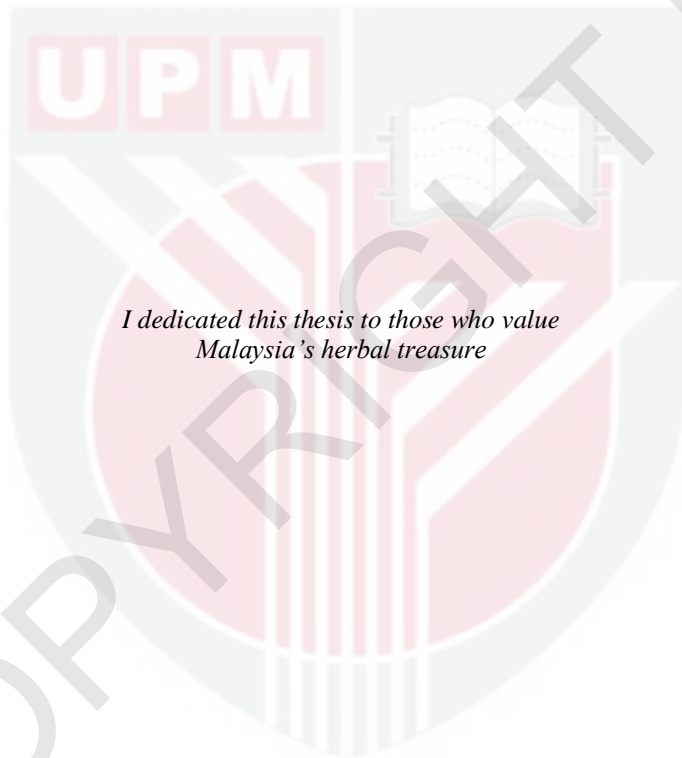 UPM
COPYRIGHT
I dedicated this thesis to those who value
Malaysia's herbal treasure